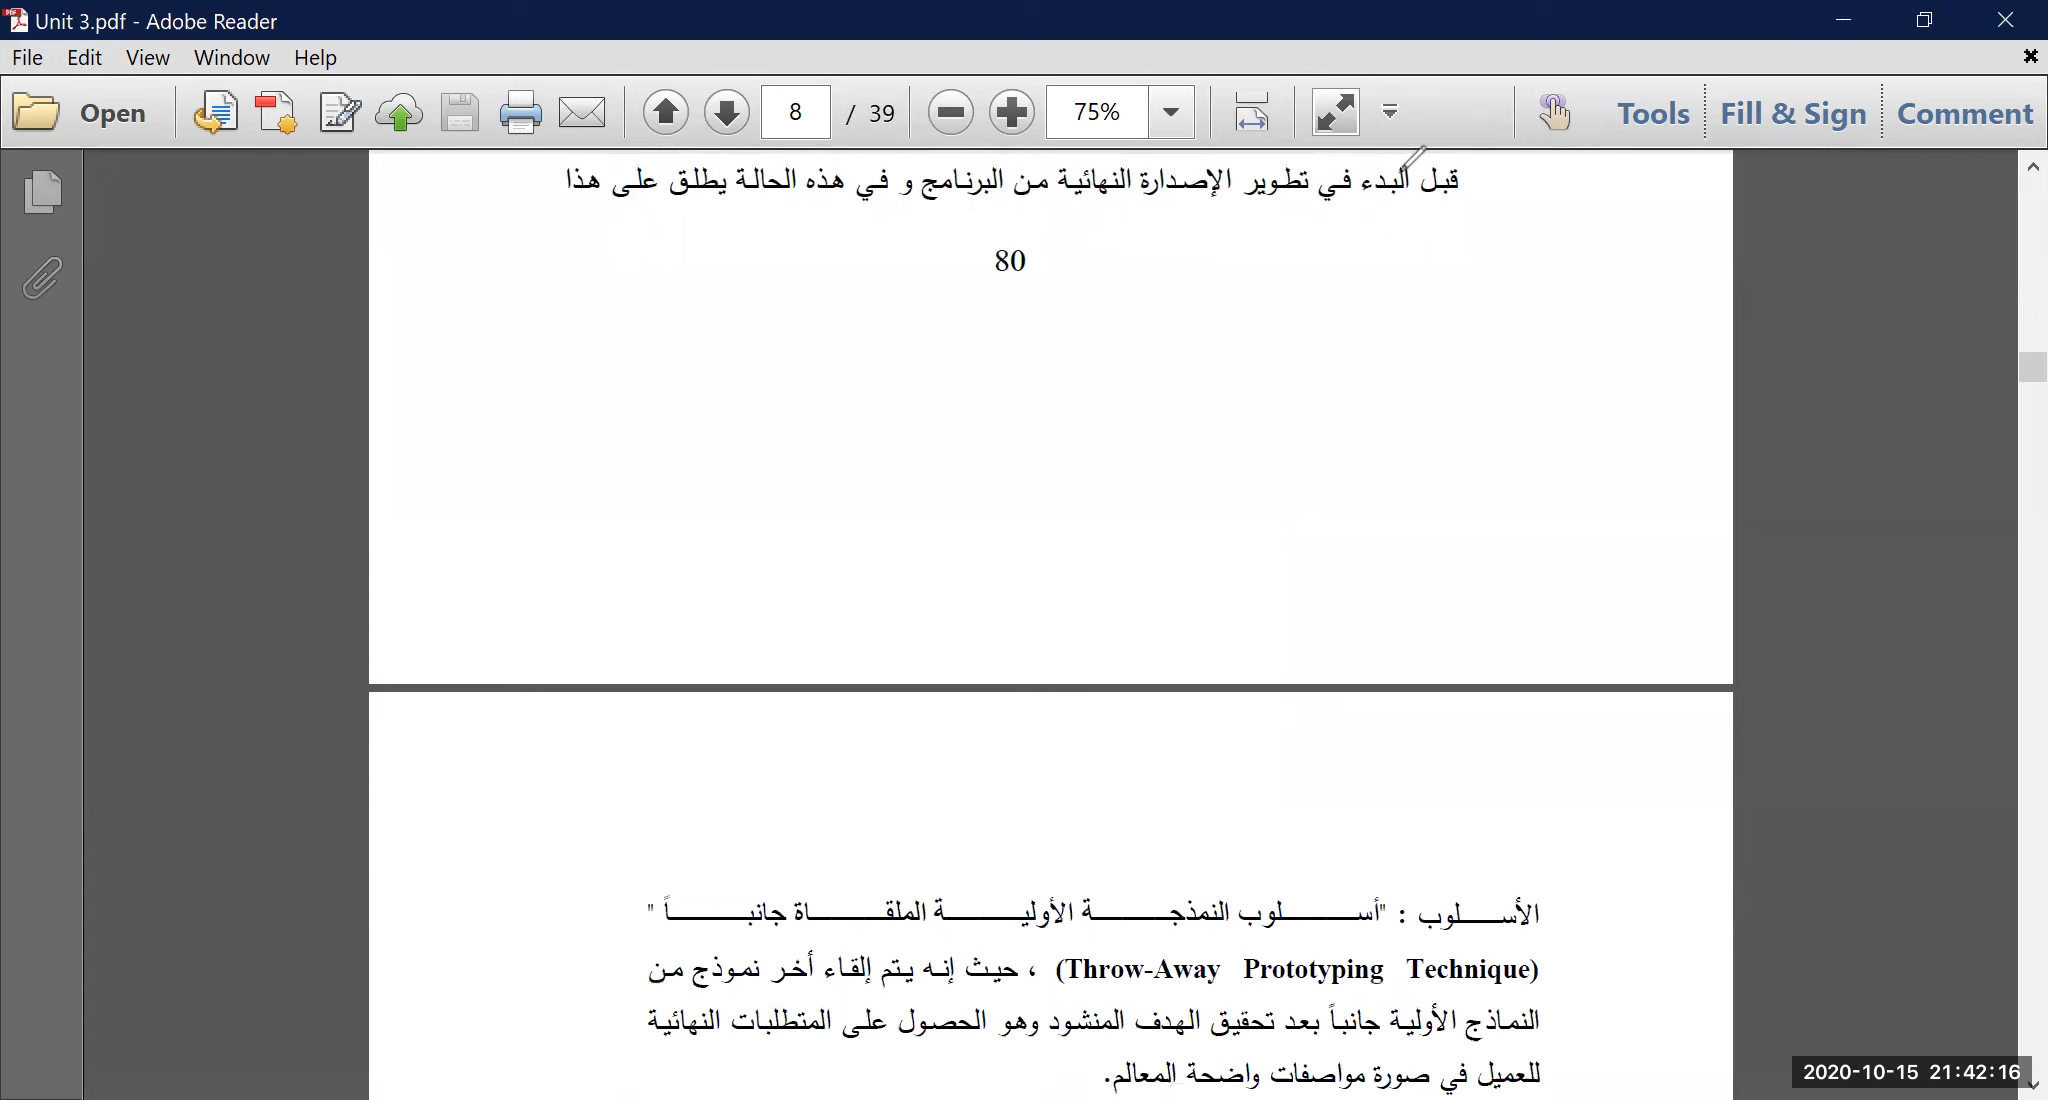 Unit 3.pdf - Adobe Reader
File Edit View Window Help
Open 8 / 39 75% Tools Fill & Sign Comment
قبل البدء في تطوير الإصدارة النهائية من البرنامج و في هذه الحالة يطلق على هذا
80
الأسلوب : "أسلوب النمذجة الأولية الملقاة جانباً "
(Throw-Away Prototyping Technique) ، حيث إنه يتم إلقاء أخر نموذج من
النماذج الأولية جانباً بعد تحقيق الهدف المنشود وهو الحصول على المتطلبات النهائية
للعميل في صورة مواصفات واضحة المعالم.
2020-10-15 21:42:16